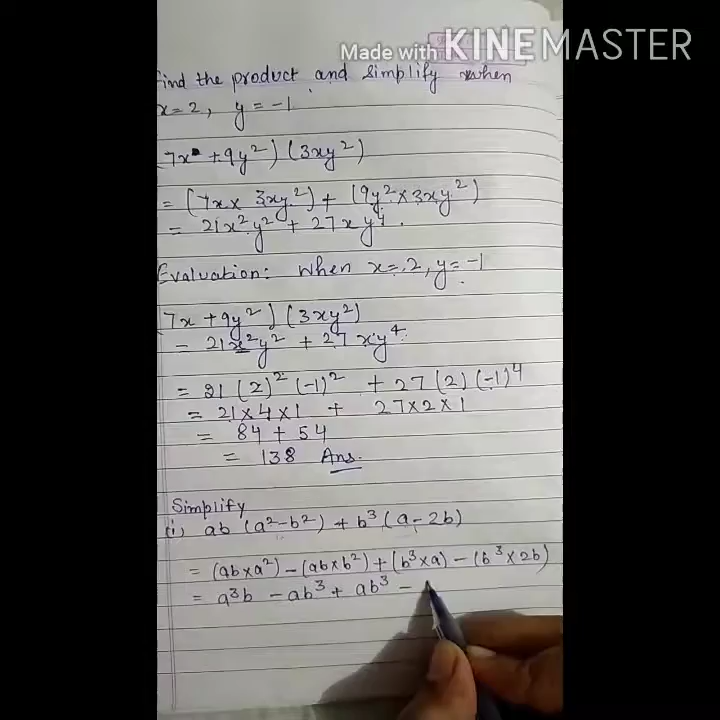 Made with KINEMASTER
Find the product and simplify when
x=2, y = -1
(7x + 9y²) (3xy²)
= (7x × 3xy²) + (9y² × 3xy²)
= 21x²y² + 27xy⁴.
Evaluation: when x = 2, y = -1
(7x + 9y²) (3xy²)
= 21x²y² + 27xy⁴
= 21 (2)² (-1)² + 27 (2) (-1)⁴
= 21×4×1 + 27×2×1
= 84 + 54
= 138 Ans.
Simplify
(i) ab (a²-b²) + b³ (a - 2b)
= (ab×a²) - (ab×b²) + (b³×a) - (b³×2b)
= a³b - ab³ + ab³ -